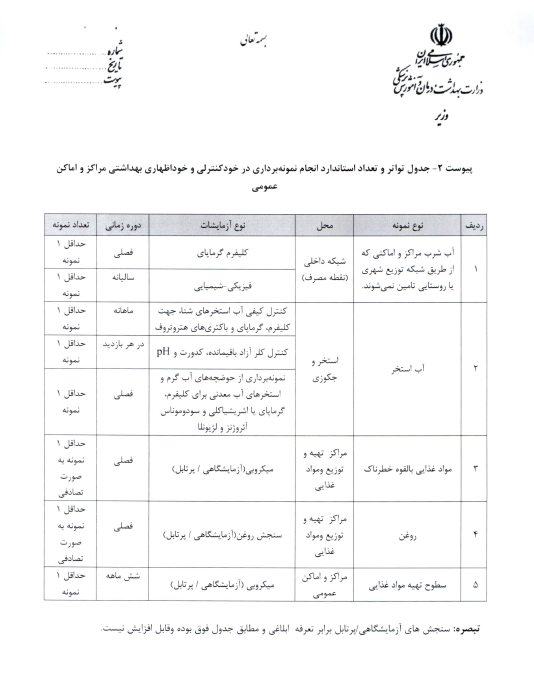 بسمه تعالی
جمهوری اسلامی ایران
وزارت بهداشت، درمان و آموزش پزشکی
وزیر
شماره
تاریخ
پیوست
پیوست ۲- جدول تواتر و تعداد استاندارد انجام نمونه‌برداری در خودکنترلی و خوداظهاری بهداشتی مراکز و اماکن
عمومی
ردیف نوع نمونه محل نوع آزمایشات دوره زمانی تعداد نمونه
۱
آب شرب مراکز و اماکنی که
از طریق شبکه توزیع شهری
یا روستایی تامین نمی‌شوند.
شبکه داخلی
(نقطه مصرف)
کلیفرم گرمایای
فصلی
حداقل ۱
نمونه
فیزیکی-شیمیایی
سالیانه
حداقل ۱
نمونه
۲
آب استخر
استخر و
جکوزی
کنترل کیفی آب استخرهای شنا، جهت
کلیفرم، گرمایای و باکتری‌های هتروتروف
ماهانه
حداقل ۱
نمونه
کنترل کلر آزاد باقیمانده، کدورت و pH
در هر بازدید
حداقل ۱
نمونه
نمونه‌برداری از حوضچه‌های آب گرم و
استخرهای آب معدنی برای کلیفرم،
گرمایای یا اشریشیاکلی و سودوموناس
آئروژنز و لژیونلا
فصلی
حداقل ۱
نمونه
۳
مواد غذایی بالقوه خطرناک
مراکز تهیه و
توزیع ومواد
غذایی
میکروبی(آزمایشگاهی / پرتابل)
فصلی
حداقل ۱
نمونه به
صورت
تصادفی
۴
روغن
مراکز تهیه و
توزیع ومواد
غذایی
سنجش روغن(آزمایشگاهی / پرتابل)
فصلی
حداقل ۱
نمونه به
صورت
تصادفی
۵
سطوح تهیه مواد غذایی
مراکز و اماکن
عمومی
میکروبی (آزمایشگاهی / پرتابل)
شش ماهه
حداقل ۱
نمونه
تبصره: سنجش های آزمایشگاهی/پرتابل برابر تعرفه ابلاغی و مطابق جدول فوق بوده وقابل افزایش نیست.